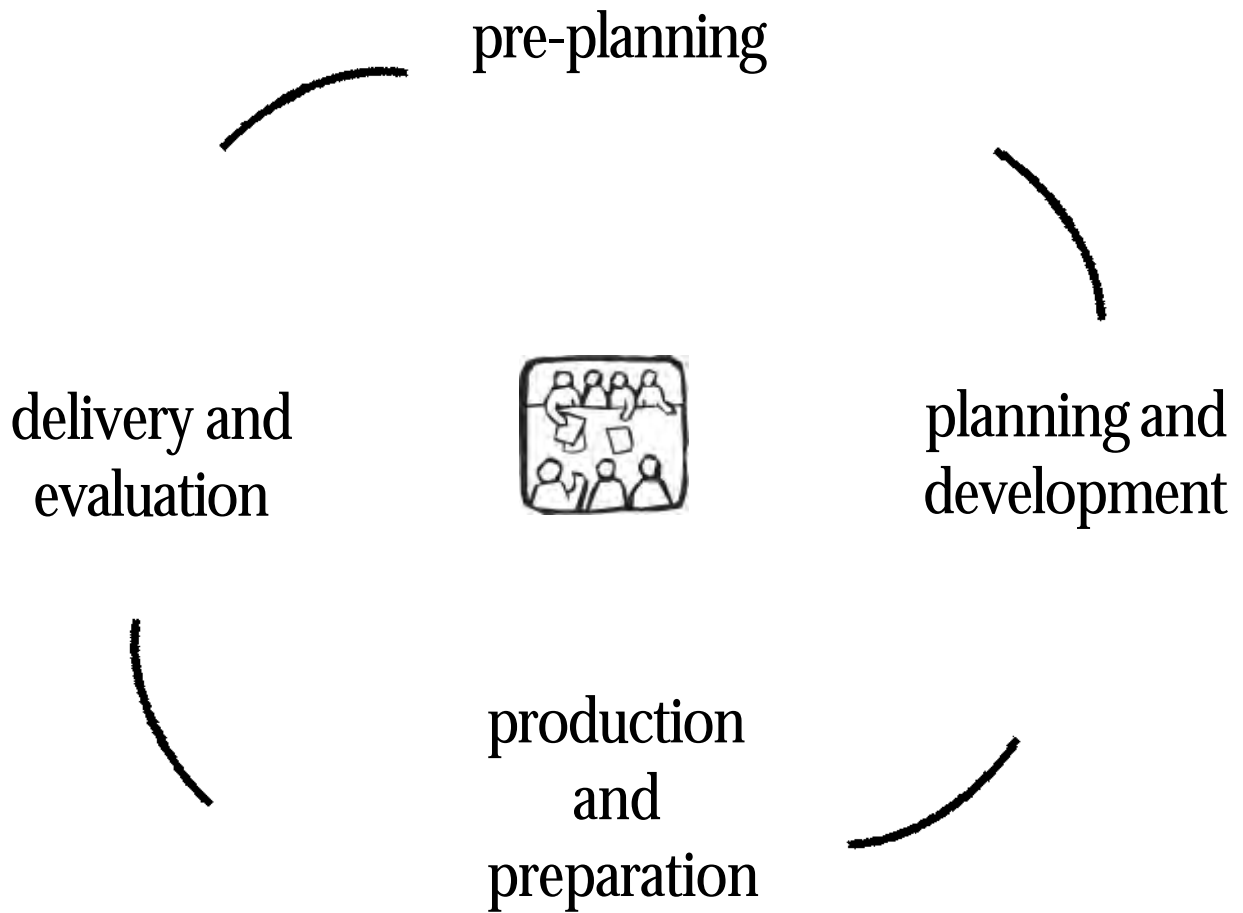 pre-planning
planning and
development
production
and
preparation
delivery and
evaluation